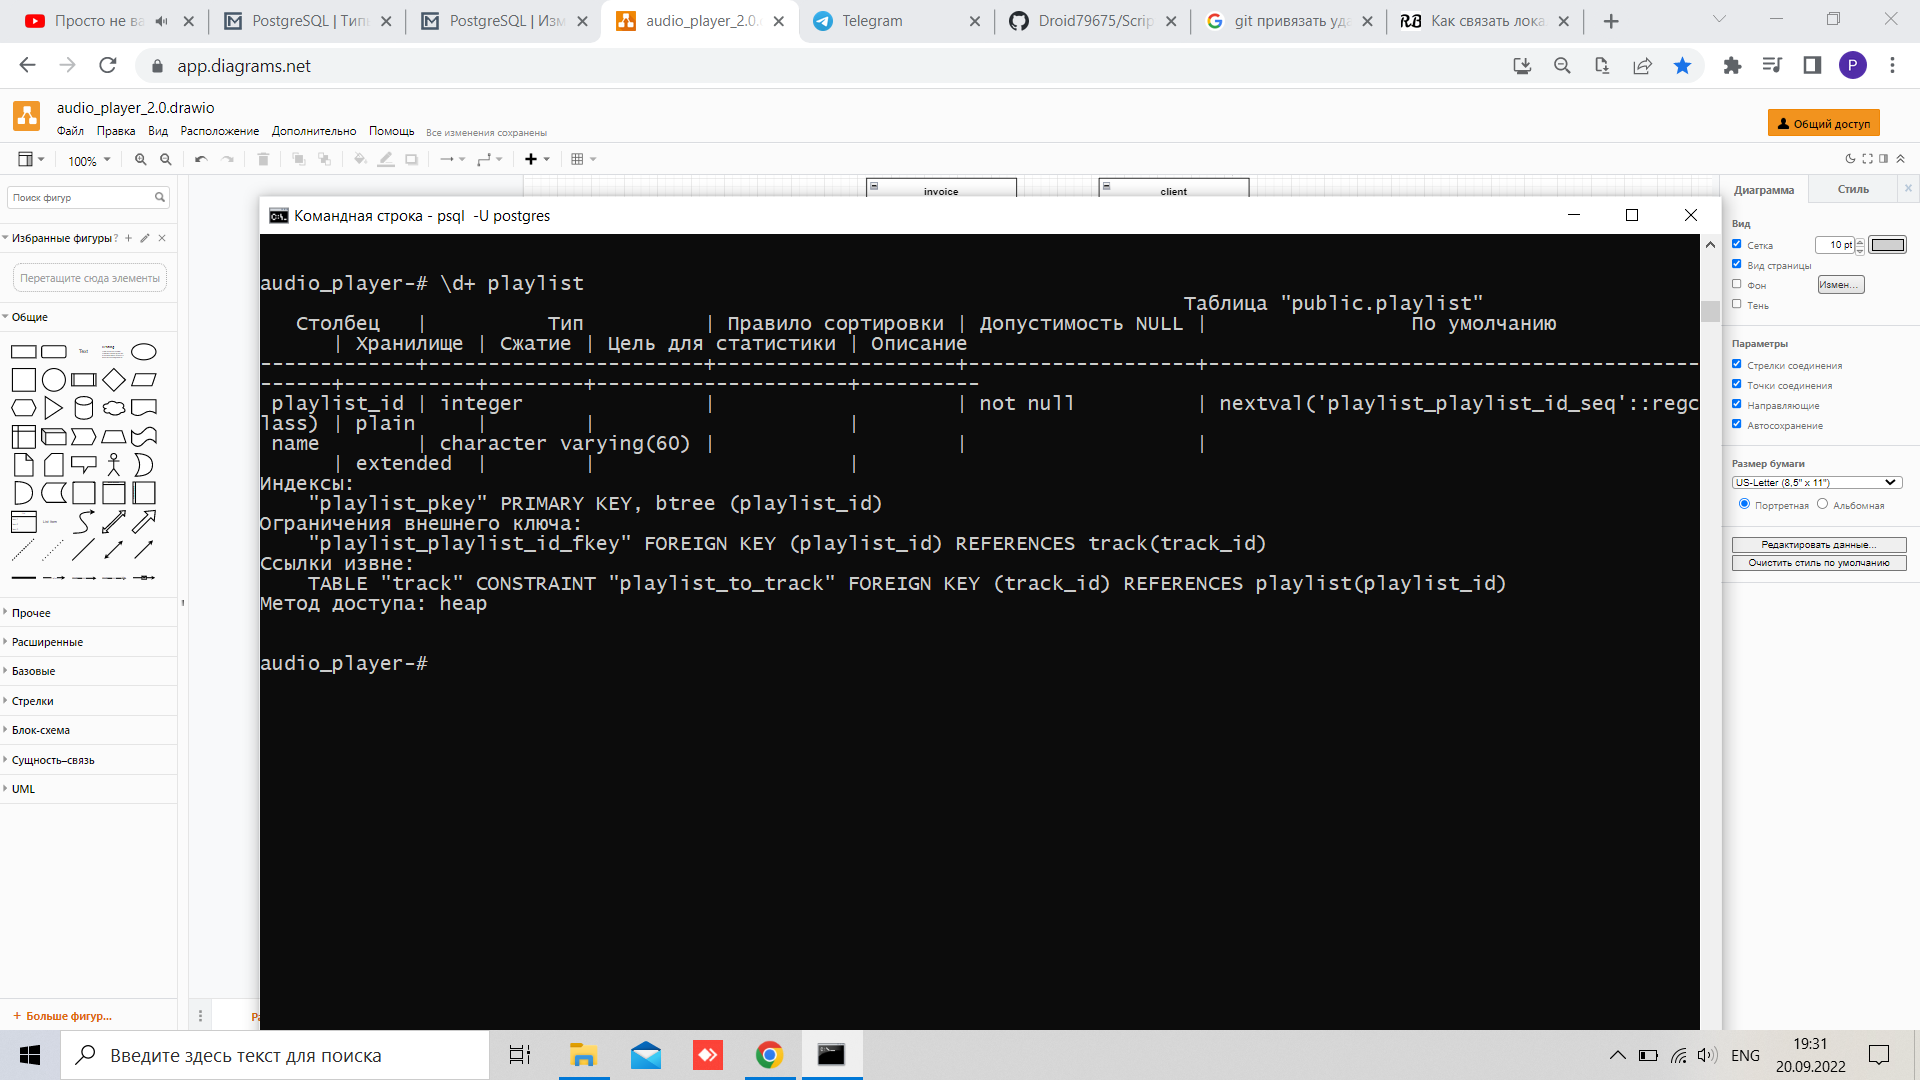 Просто не ва
PostgreSQL | Тип
PostgreSQL | Изм
audio_player_2.0.
Telegram
Droid79675/Scrip
git привязать уда
Как связать лока
app.diagrams.net
P
audio_player_2.0.drawio
Файл Правка Вид Расположение Дополнительно Помощь Все изменения сохранены
Общий доступ
100%
Поиск фигур
invoice
client
Диаграмма Стиль
Командная строка - psql -U postgres
Избранные фигуры ?
Перетащите сюда элементы
Общие
Text
List Item
Прочее
Расширенные
Базовые
Стрелки
Блок-схема
Сущность–связь
UML
+ Больше фигур...
audio_player-# \d+ playlist
Таблица "public.playlist"
Столбец | Тип | Правило сортировки | Допустимость NULL | По умолчанию
| Хранилище | Сжатие | Цель для статистики | Описание
-------------+-----------------------+--------------------+-------------------+-----------------------------------------
------+-----------+--------+---------------------+----------
playlist_id | integer | | not null | nextval('playlist_playlist_id_seq'::regc
lass) | plain | | |
name | character varying(60) | | |
| extended | | |
Индексы:
"playlist_pkey" PRIMARY KEY, btree (playlist_id)
Ограничения внешнего ключа:
"playlist_playlist_id_fkey" FOREIGN KEY (playlist_id) REFERENCES track(track_id)
Ссылки извне:
TABLE "track" CONSTRAINT "playlist_to_track" FOREIGN KEY (track_id) REFERENCES playlist(playlist_id)
Метод доступа: heap
audio_player-#
Вид
Сетка 10 pt
Вид страницы
Фон Измен...
Тень
Параметры
Стрелки соединения
Точки соединения
Направляющие
Автосохранение
Размер бумаги
US-Letter (8,5" x 11")
Портретная Альбомная
Редактировать данные...
Очистить стиль по умолчанию
Введите здесь текст для поиска
ENG
19:31
20.09.2022